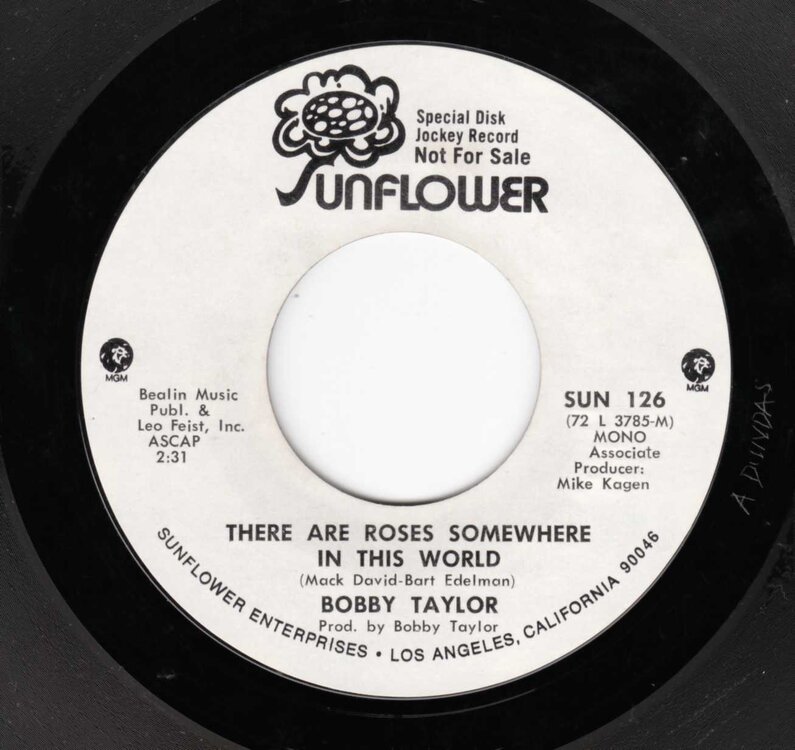 Special Disk
Jockey Record
Not For Sale
SUNFLOWER
MGM
Bealin Music
Publ. &
Leo Feist, Inc.
ASCAP
2:31
MGM
SUN 126
(72 L 3785-M)
MONO
Associate
Producer:
Mike Kagen
THERE ARE ROSES SOMEWHERE
IN THIS WORLD
(Mack David-Bart Edelman)
BOBBY TAYLOR
Prod. by Bobby Taylor
SUNFLOWER ENTERPRISES • LOS ANGELES, CALIFORNIA 90046